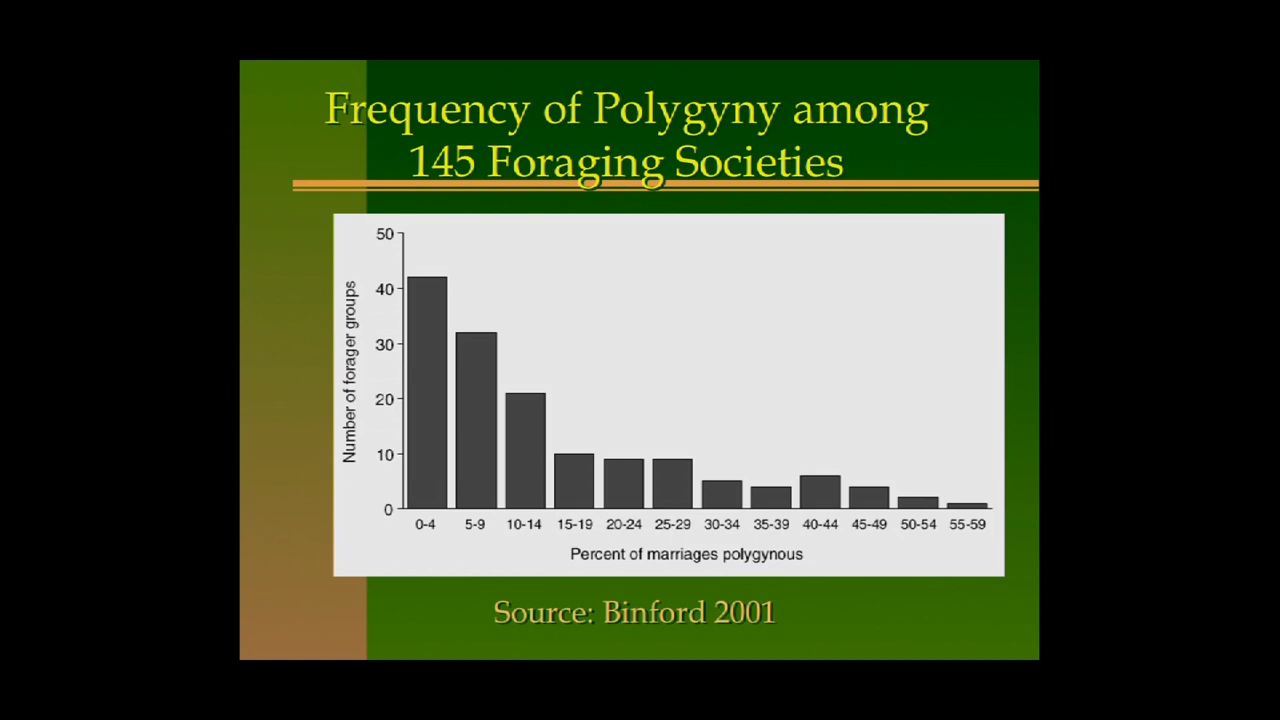 Frequency of Polygyny among
145 Foraging Societies
50
40
30
20
10
0
Number of forager groups
0-4 5-9 10-14 15-19 20-24 25-29 30-34 35-39 40-44 45-49 50-54 55-59
Percent of marriages polygynous
Source: Binford 2001